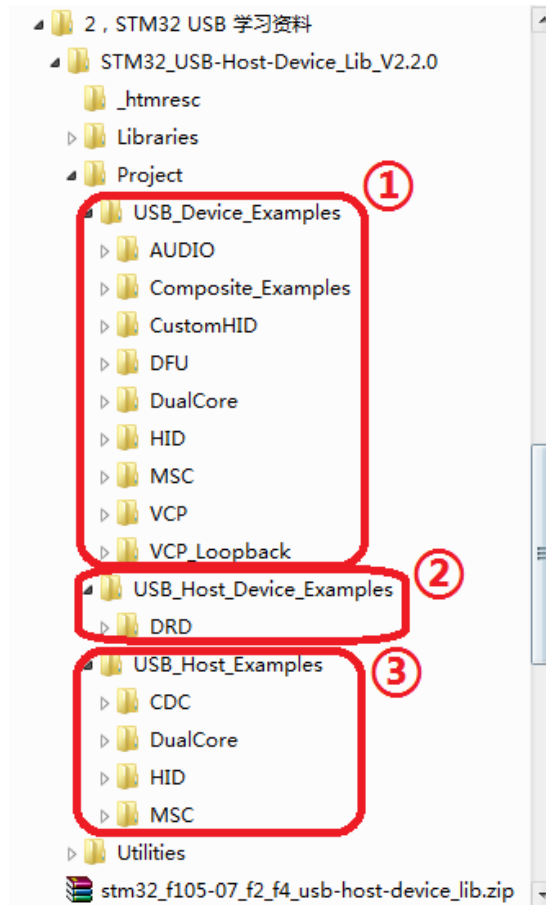 2，STM32 USB 学习资料
STM32_USB-Host-Device_Lib_V2.2.0
_htmresc
Libraries
Project
①
USB_Device_Examples
AUDIO
Composite_Examples
CustomHID
DFU
DualCore
HID
MSC
VCP
VCP_Loopback
②
USB_Host_Device_Examples
DRD
USB_Host_Examples
③
CDC
DualCore
HID
MSC
Utilities
stm32_f105-07_f2_f4_usb-host-device_lib.zip